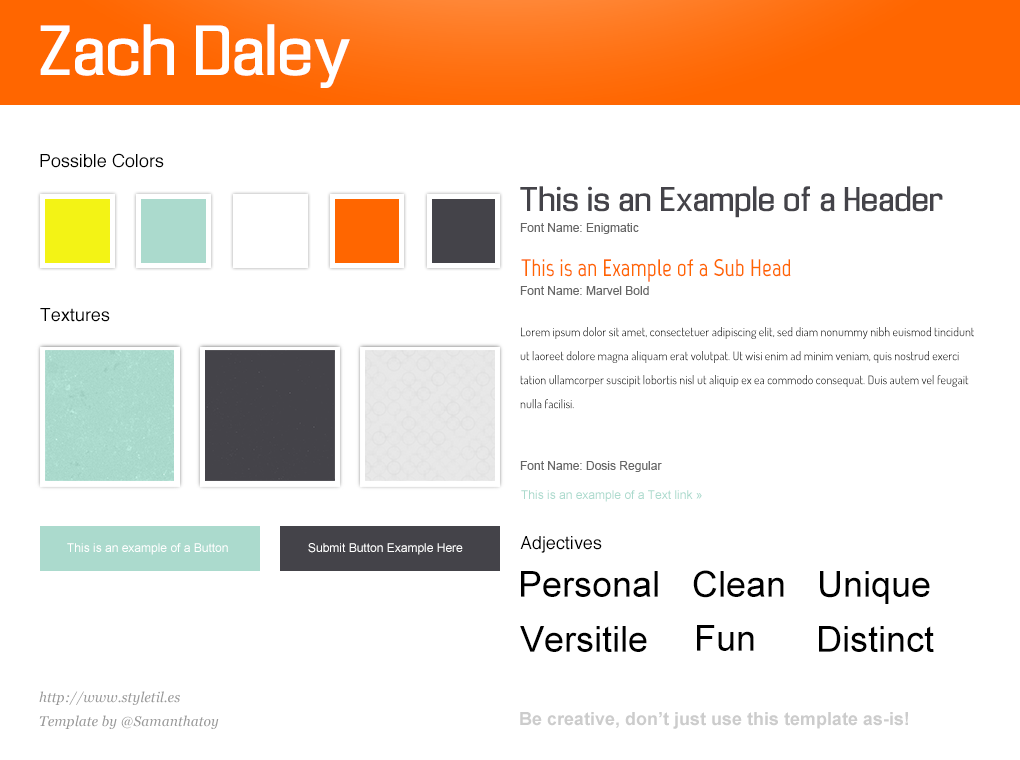 Zach Daley
Possible Colors
Textures
This is an example of a Button
Submit Button Example Here
http://www.styletil.es
Template by @Samanthatoy
This is an Example of a Header
Font Name: Enigmatic
This is an Example of a Sub Head
Font Name: Marvel Bold
Lorem ipsum dolor sit amet, consectetuer adipiscing elit, sed diam nonummy nibh euismod tincidunt
ut laoreet dolore magna aliquam erat volutpat. Ut wisi enim ad minim veniam, quis nostrud exerci
tation ullamcorper suscipit lobortis nisl ut aliquip ex ea commodo consequat. Duis autem vel feugait
nulla facilisi.
Font Name: Dosis Regular
This is an example of a Text link »
Adjectives
Personal Clean Unique
Versitile Fun Distinct
Be creative, don’t just use this template as-is!